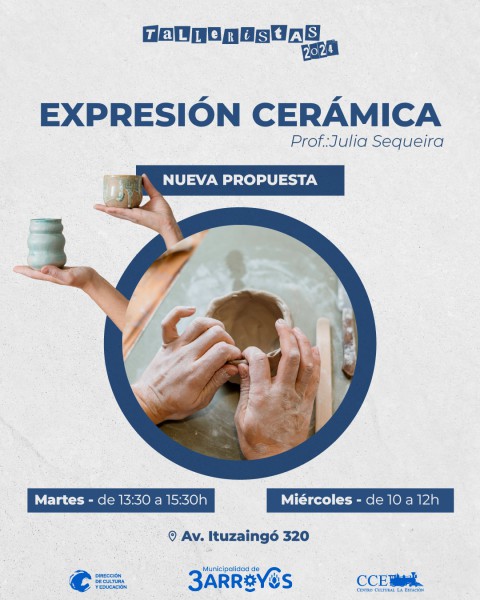 TALLERISTAS
2024
EXPRESIÓN CERÁMICA
Prof.:Julia Sequeira
NUEVA PROPUESTA
Martes - de 13:30 a 15:30h
Miércoles - de 10 a 12h
Av. Ituzaingó 320
DIRECCIÓN
DE CULTURA
Y EDUCACIÓN
Municipalidad de
3ARROYOS
CCE
CENTRO CULTURAL LA ESTACIÓN